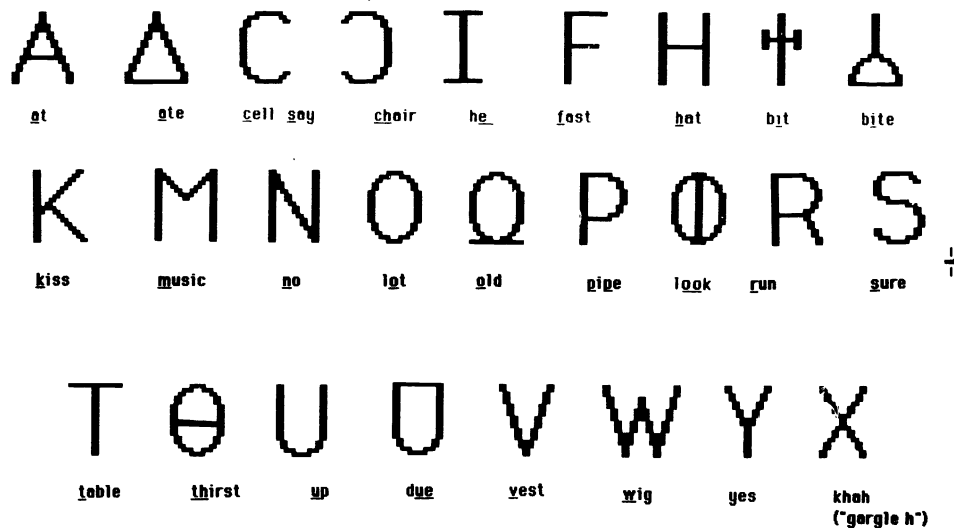 A Δ C Ɔ I F H ⟊ ⫰
at ate cell say chair he fast hat bit bite
K M N O Ω P Φ R S
kiss music no lot old pipe look run sure
T Θ U V W Y X
table thirst up due vest wig yes khah
("gargle h")